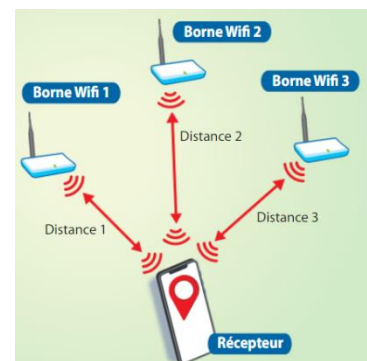 Borne Wifi 2
Borne Wifi 1
Borne Wifi 3
Distance 2
Distance 1
Distance 3
Récepteur